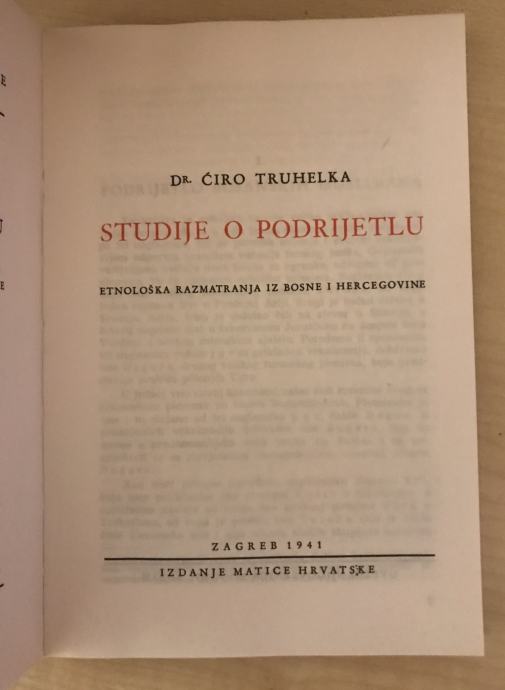 DR. ĆIRO TRUHELKA
STUDIJE O PODRIJETLU
ETNOLOŠKA RAZMATRANJA IZ BOSNE I HERCEGOVINE
ZAGREB 1941
IZDANJE MATICE HRVATSKE